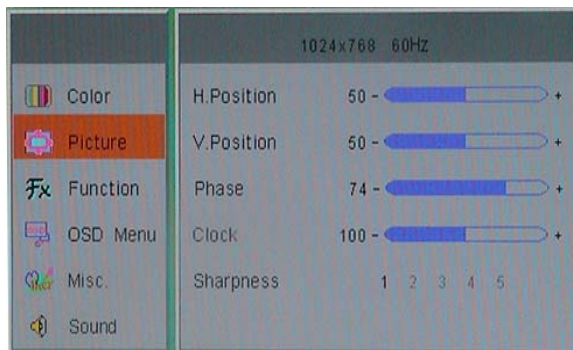 1024x768 60Hz
Color
Picture
Function
OSD Menu
Misc.
Sound
H.Position 50 - +
V.Position 50 - +
Phase 74 - +
Clock 100 - +
Sharpness 1 2 3 4 5